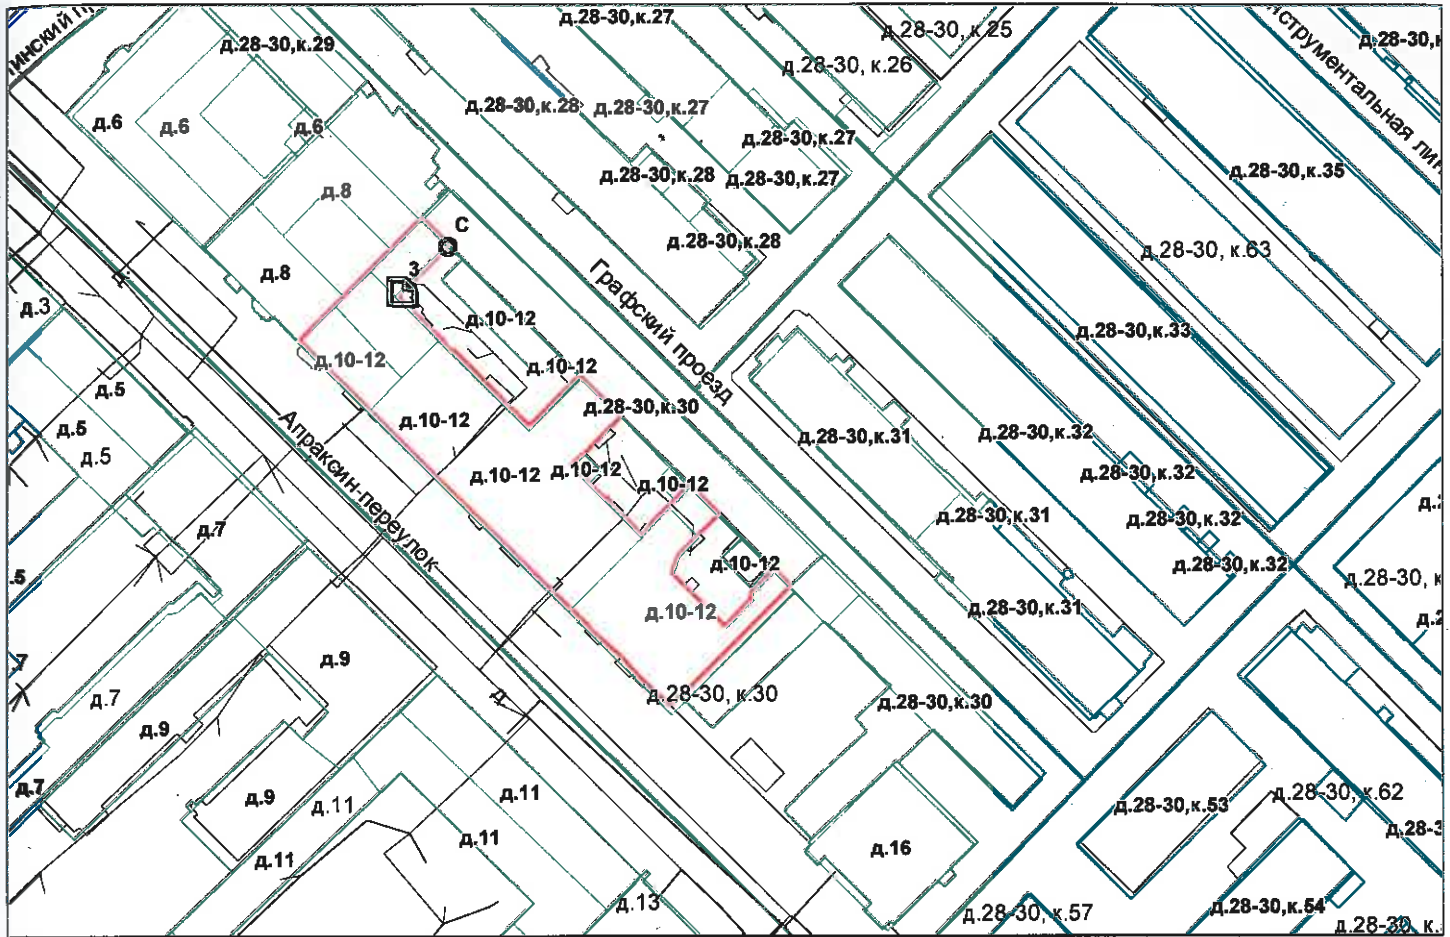 д.28-30,к.27
д.28-30, к.25
д.28-30,к.29
д.28-30, к.26
д.28-30,к.28
д.28-30,к.27
д.6
д.6
д.6
д.28-30,к.27
д.28-30,к.35
д.28-30,к.28
д.28-30,к.27
д.8
С
д.28-30,к.28
д.28-30, к.63
д.8
3
Графский проезд
д.3
д.10-12
д.28-30,к.33
д.10-12
д.10-12
д.5
д.28-30,к.30
д.10-12
Апраксин-переулок
д.5
д.28-30,к.31
д.28-30,к.32
д.5
д.10-12
д.10-12
д.10-12
д.28-30,к.32
д.7
д.28-30,к.31
д.28-30,к.32
д.10-12
д.28-30,к.32
д.10-12
д.28-30,к.31
д.9
д.7
д.28-30, к.30
д.28-30,к.30
д.9
д.7
д.9
д.11
д.11
д.28-30,к.53
д.28-30, к.62
д.11
д.11
д.16
д.13
д.28-30, к.57
д.28-30,к.54